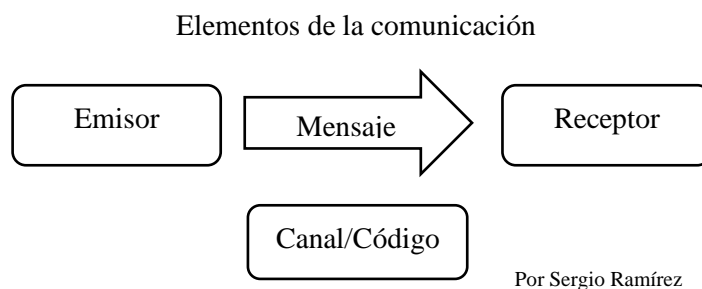 Elementos de la comunicación
Emisor
Mensaje
Receptor
Canal/Código
Por Sergio Ramírez